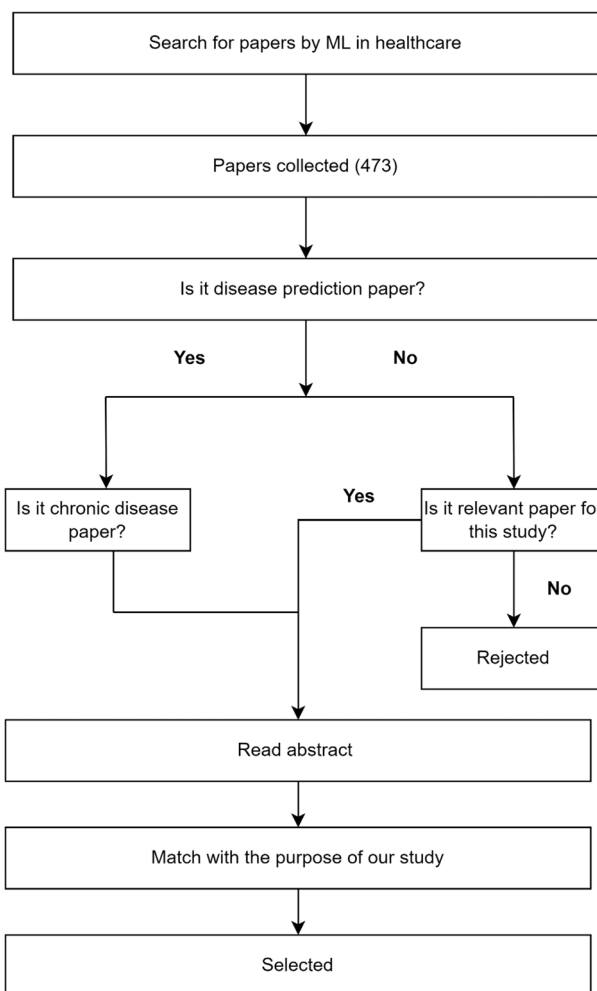 Search for papers by ML in healthcare
Papers collected (473)
Is it disease prediction paper?
Yes
No
Is it chronic disease
paper?
Yes
Is it relevant paper fo
this study?
No
Rejected
Read abstract
Match with the purpose of our study
Selected